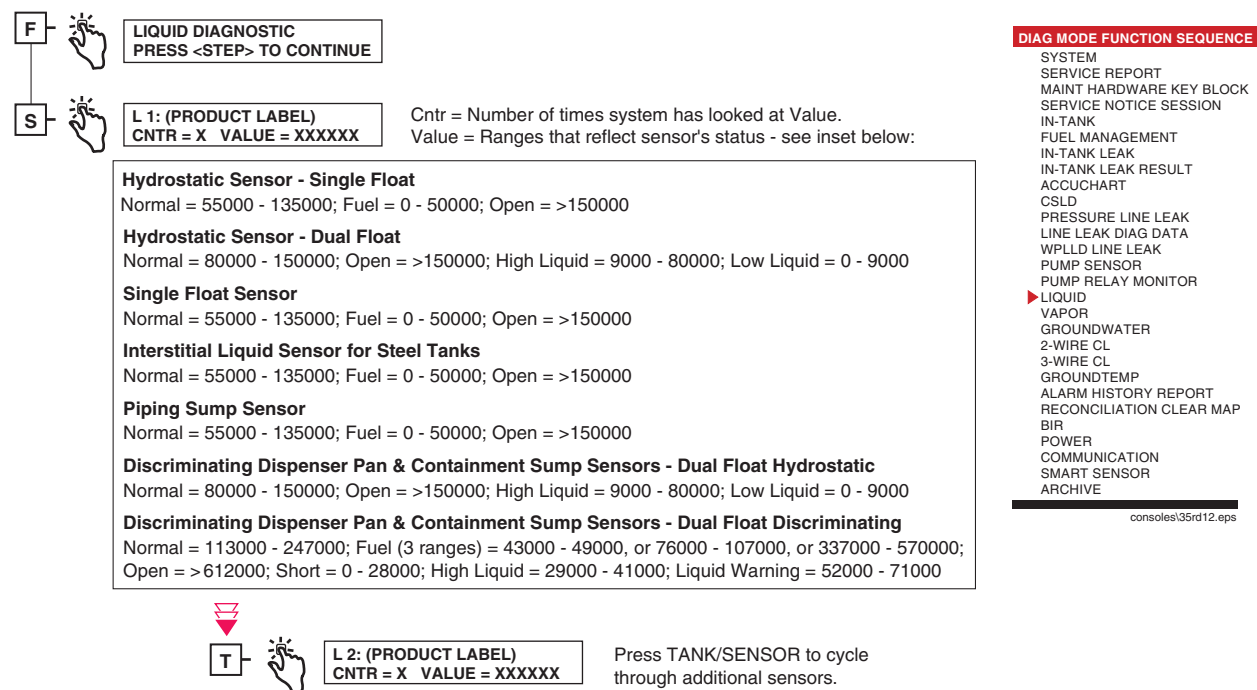 F
LIQUID DIAGNOSTIC
PRESS <STEP> TO CONTINUE
S
L 1: (PRODUCT LABEL)
CNTR = X VALUE = XXXXXX
Cntr = Number of times system has looked at Value.
Value = Ranges that reflect sensor's status - see inset below:
Hydrostatic Sensor - Single Float
Normal = 55000 - 135000; Fuel = 0 - 50000; Open = >150000
Hydrostatic Sensor - Dual Float
Normal = 80000 - 150000; Open = >150000; High Liquid = 9000 - 80000; Low Liquid = 0 - 9000
Single Float Sensor
Normal = 55000 - 135000; Fuel = 0 - 50000; Open = >150000
Interstitial Liquid Sensor for Steel Tanks
Normal = 55000 - 135000; Fuel = 0 - 50000; Open = >150000
Piping Sump Sensor
Normal = 55000 - 135000; Fuel = 0 - 50000; Open = >150000
Discriminating Dispenser Pan & Containment Sump Sensors - Dual Float Hydrostatic
Normal = 80000 - 150000; Open = >150000; High Liquid = 9000 - 80000; Low Liquid = 0 - 9000
Discriminating Dispenser Pan & Containment Sump Sensors - Dual Float Discriminating
Normal = 113000 - 247000; Fuel (3 ranges) = 43000 - 49000, or 76000 - 107000, or 337000 - 570000;
Open = >612000; Short = 0 - 28000; High Liquid = 29000 - 41000; Liquid Warning = 52000 - 71000
T
L 2: (PRODUCT LABEL)
CNTR = X VALUE = XXXXXX
Press TANK/SENSOR to cycle
through additional sensors.
DIAG MODE FUNCTION SEQUENCE
SYSTEM
SERVICE REPORT
MAINT HARDWARE KEY BLOCK
SERVICE NOTICE SESSION
IN-TANK
FUEL MANAGEMENT
IN-TANK LEAK
IN-TANK LEAK RESULT
ACCUCHART
CSLD
PRESSURE LINE LEAK
LINE LEAK DIAG DATA
WPLLD LINE LEAK
PUMP SENSOR
PUMP RELAY MONITOR
LIQUID
VAPOR
GROUNDWATER
2-WIRE CL
3-WIRE CL
GROUNDTEMP
ALARM HISTORY REPORT
RECONCILIATION CLEAR MAP
BIR
POWER
COMMUNICATION
SMART SENSOR
ARCHIVE
consoles\35rd12.eps